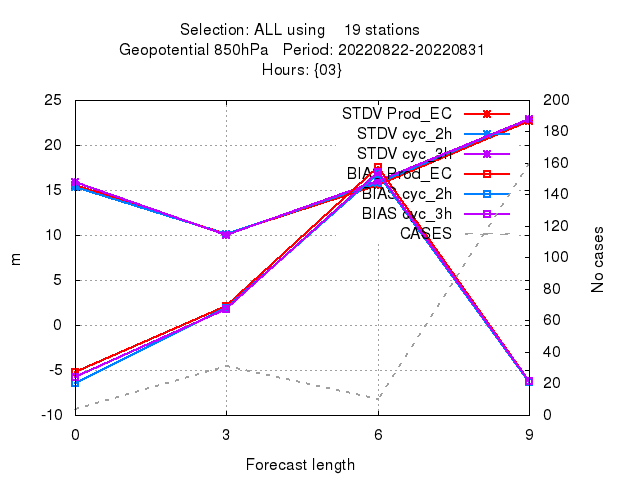 Selection: ALL using 19 stations
Geopotential 850hPa Period: 20220822-20220831
Hours: {03}
STDV Prod_EC
STDV cyc_2h
STDV cyc_3h
BIAS Prod_EC
BIAS cyc_2h
BIAS cyc_3h
CASES
25
20
15
10
5
0
-5
-10
m
200
180
160
140
120
100
80
60
40
20
0
No cases
0 3 6 9
Forecast length